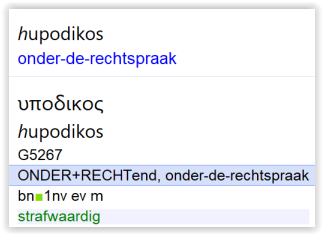 hupodikos
onder-de-rechtspraak
υποδικος
hupodikos
G5267
ONDER+RECHTend, onder-de-rechtspraak
bn■1nv ev m
strafwaardig